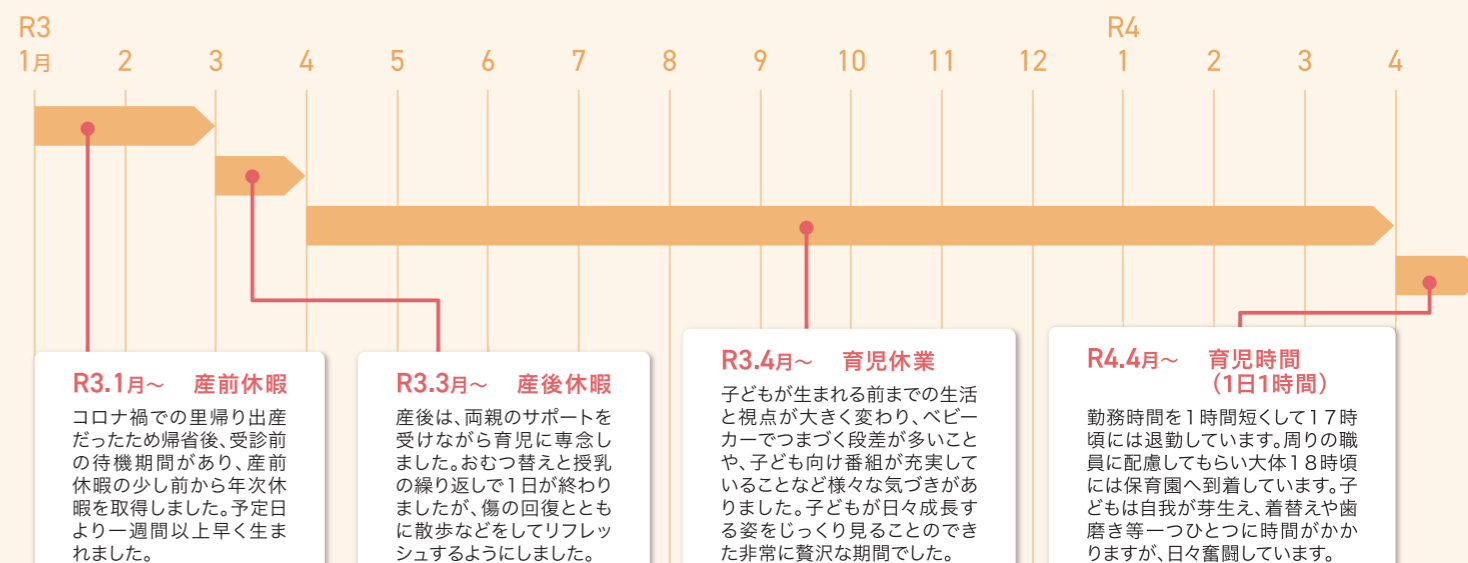 R3 R4
1月 2 3 4 5 6 7 8 9 10 11 12 1 2 3 4
R3.1月～　産前休暇
コロナ禍での里帰り出産
だったため帰省後、受診前
の待機期間があり、産前
休暇の少し前から年次休
暇を取得しました。予定日
より一週間以上早く生ま
れました。
R3.3月～　産後休暇
産後は、両親のサポートを
受けながら育児に専念し
ました。おむつ替えと授乳
の繰り返しで1日が終わり
ましたが、傷の回復ととも
に散歩などをしてリフレッ
シュするようにしました。
R3.4月～　育児休業
子どもが生まれる前までの生活
と視点が大きく変わり、ベビー
カーでつまづく段差が多いこと
や、子ども向け番組が充実して
いることなど様々な気づきがあ
りました。子どもが日々成長す
る姿をじっくり見ることのでき
た非常に贅沢な期間でした。
R4.4月～　育児時間
（1日1時間）
勤務時間を1時間短くして17時
頃には退勤しています。周りの職
員に配慮してもらい大体18時頃
には保育園へ到着しています。子
どもは自我が芽生え、着替えや歯
磨き等一つひとつに時間がかか
りますが、日々奮闘しています。